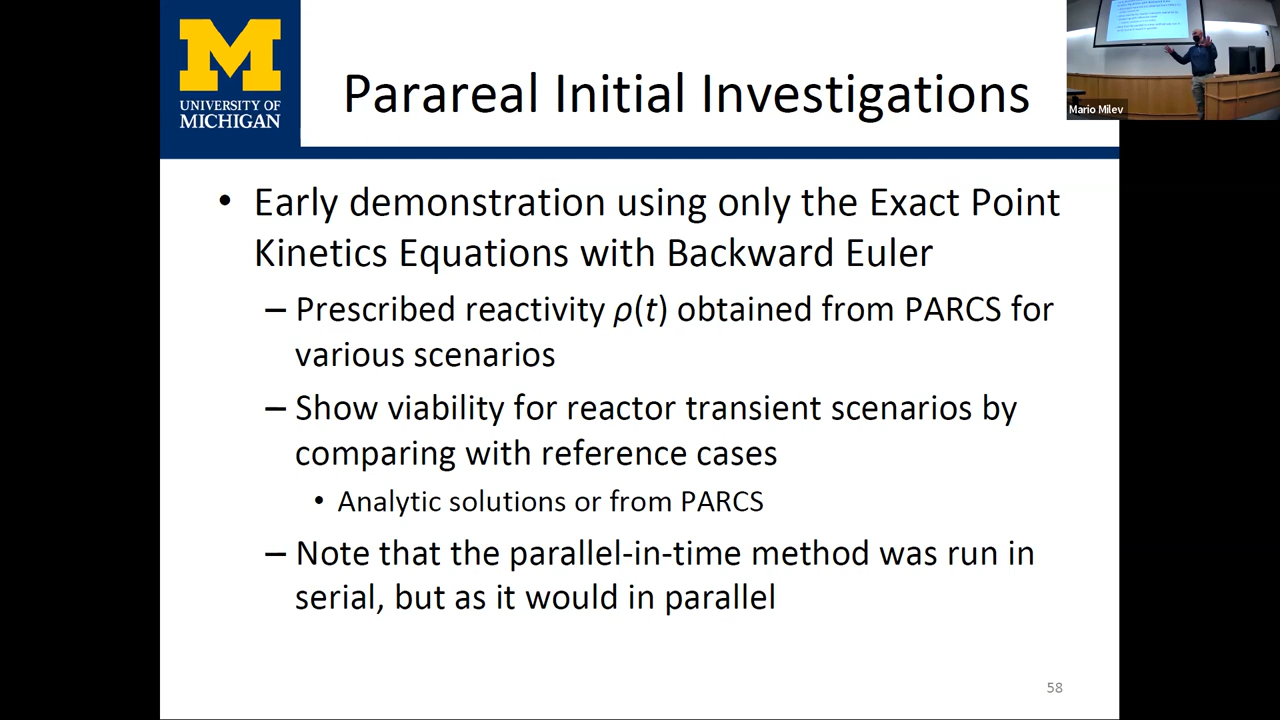 UNIVERSITY OF
MICHIGAN
Parareal Initial Investigations
Mario Milev
• Early demonstration using only the Exact Point
Kinetics Equations with Backward Euler
– Prescribed reactivity ρ(t) obtained from PARCS for
various scenarios
– Show viability for reactor transient scenarios by
comparing with reference cases
• Analytic solutions or from PARCS
– Note that the parallel-in-time method was run in
serial, but as it would in parallel
58